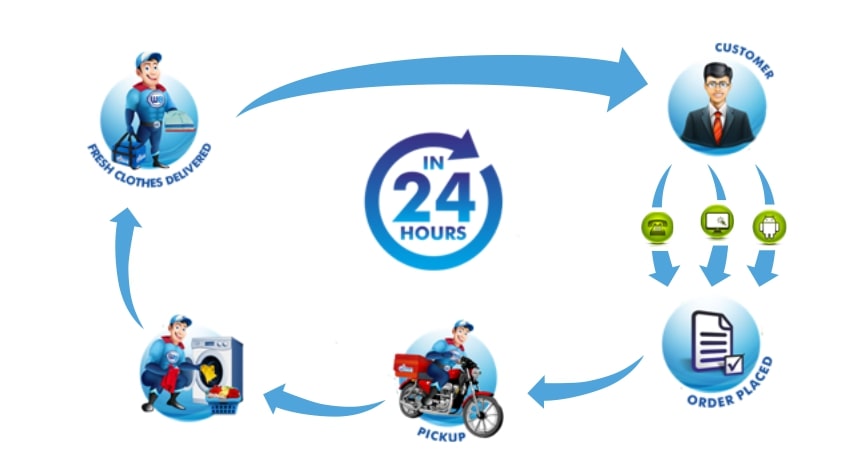 CUSTOMER
FRESH CLOTHES DELIVERED
IN
24
HOURS
ORDER PLACED
PICKUP